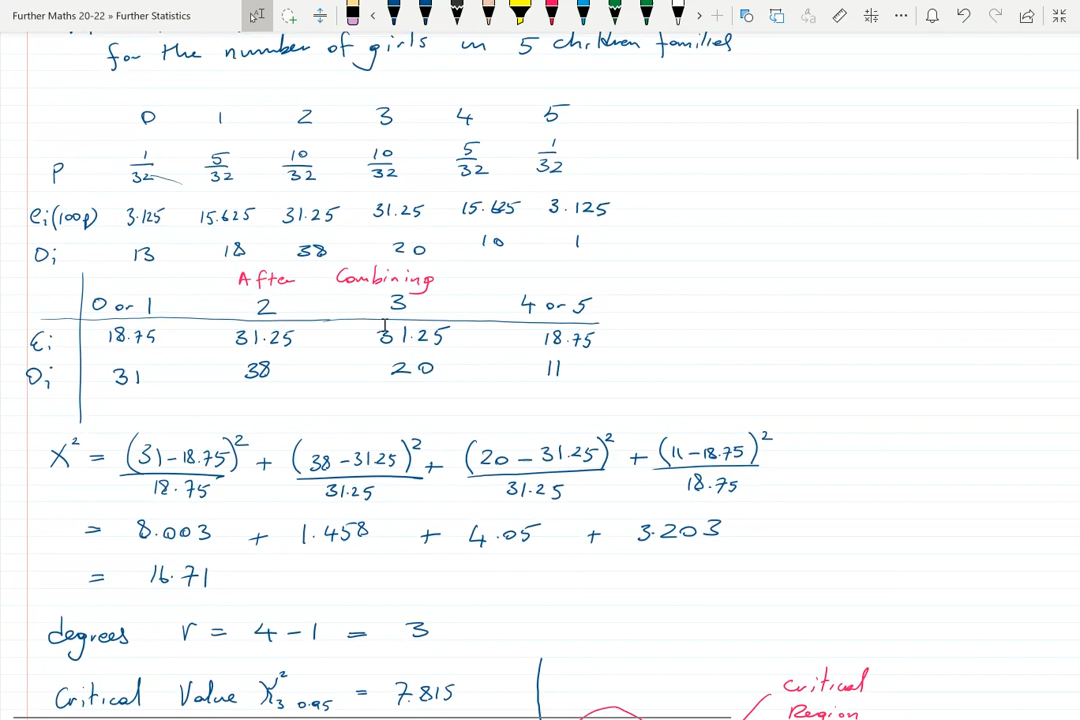 Further Maths 20-22 » Further Statistics
for the number of girls in 5 children families
0 1 2 3 4 5
P 1/32 5/32 10/32 10/32 5/32 1/32
ei(100p) 3.125 15.625 31.25 31.25 15.625 3.125
Oi 13 18 38 20 10 1
After Combining
0 or 1 2 3 4 or 5
Ei 18.75 31.25 31.25 18.75
Oi 31 38 20 11
X² = (31-18.75)²/18.75 + (38-31.25)²/31.25 + (20-31.25)²/31.25 + (11-18.75)²/18.75
= 8.003 + 1.458 + 4.05 + 3.203
= 16.71
degrees r = 4-1 = 3
Critical Value X²₃ 0.95 = 7.815
Critical
Region